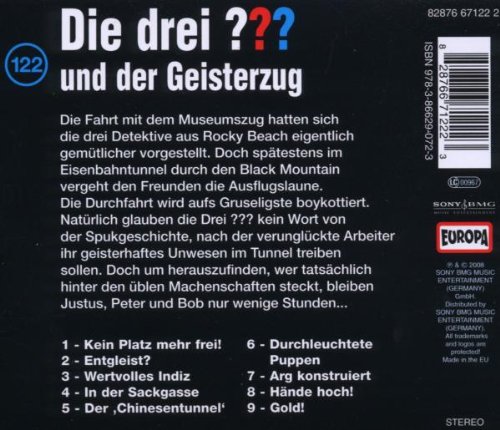 82876 67122 2
Die drei ???
122
und der Geisterzug
ISBN 978-3-86629-072-3
8 28766 71222 3
LC 00967
Die Fahrt mit dem Museumszug hatten sich
die drei Detektive aus Rocky Beach eigentlich
gemütlicher vorgestellt. Doch spätestens im
Eisenbahntunnel durch den Black Mountain
vergeht den Freunden die Ausflugslaune.
Die Durchfahrt wird aufs Gruseligste boykottiert.
Natürlich glauben die Drei ??? kein Wort von
der Spukgeschichte, nach der verunglückte Arbeiter
ihr geisterhaftes Unwesen im Tunnel treiben
sollen. Doch um herauszufinden, wer tatsächlich
hinter den üblen Machenschaften steckt, bleiben
Justus, Peter und Bob nur wenige Stunden...
1 - Kein Platz mehr frei!
2 - Entgleist?
3 - Wertvolles Indiz
4 - In der Sackgasse
5 - Der ‚Chinesentunnel‘
6 - Durchleuchtete
Puppen
7 - Arg konstruiert
8 - Hände hoch!
9 - Gold!
SONY BMG
MUSIC ENTERTAINMENT
EUROPA
℗ & © 2008
SONY BMG MUSIC
ENTERTAINMENT
(GERMANY)
GmbH.
Distributed by
SONY BMG MUSIC
ENTERTAINMENT
(GERMANY).
All trademarks
and logos are
protected!
Made in the EU
STEREO